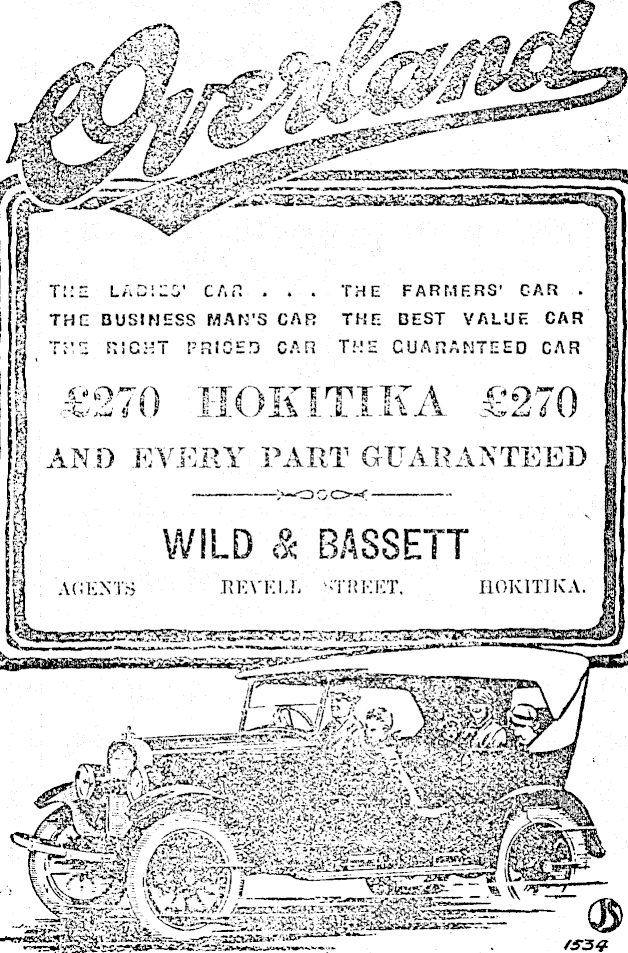 Overland
THE LADIES' CAR . . . THE FARMERS' CAR .
THE BUSINESS MAN'S CAR THE BEST VALUE CAR
THE RIGHT PRICED CAR THE GUARANTEED CAR
£270 HOKITIKA £270
AND EVERY PART GUARANTEED
WILD & BASSETT
AGENTS REVELL STREET, HOKITIKA.
JS
1534